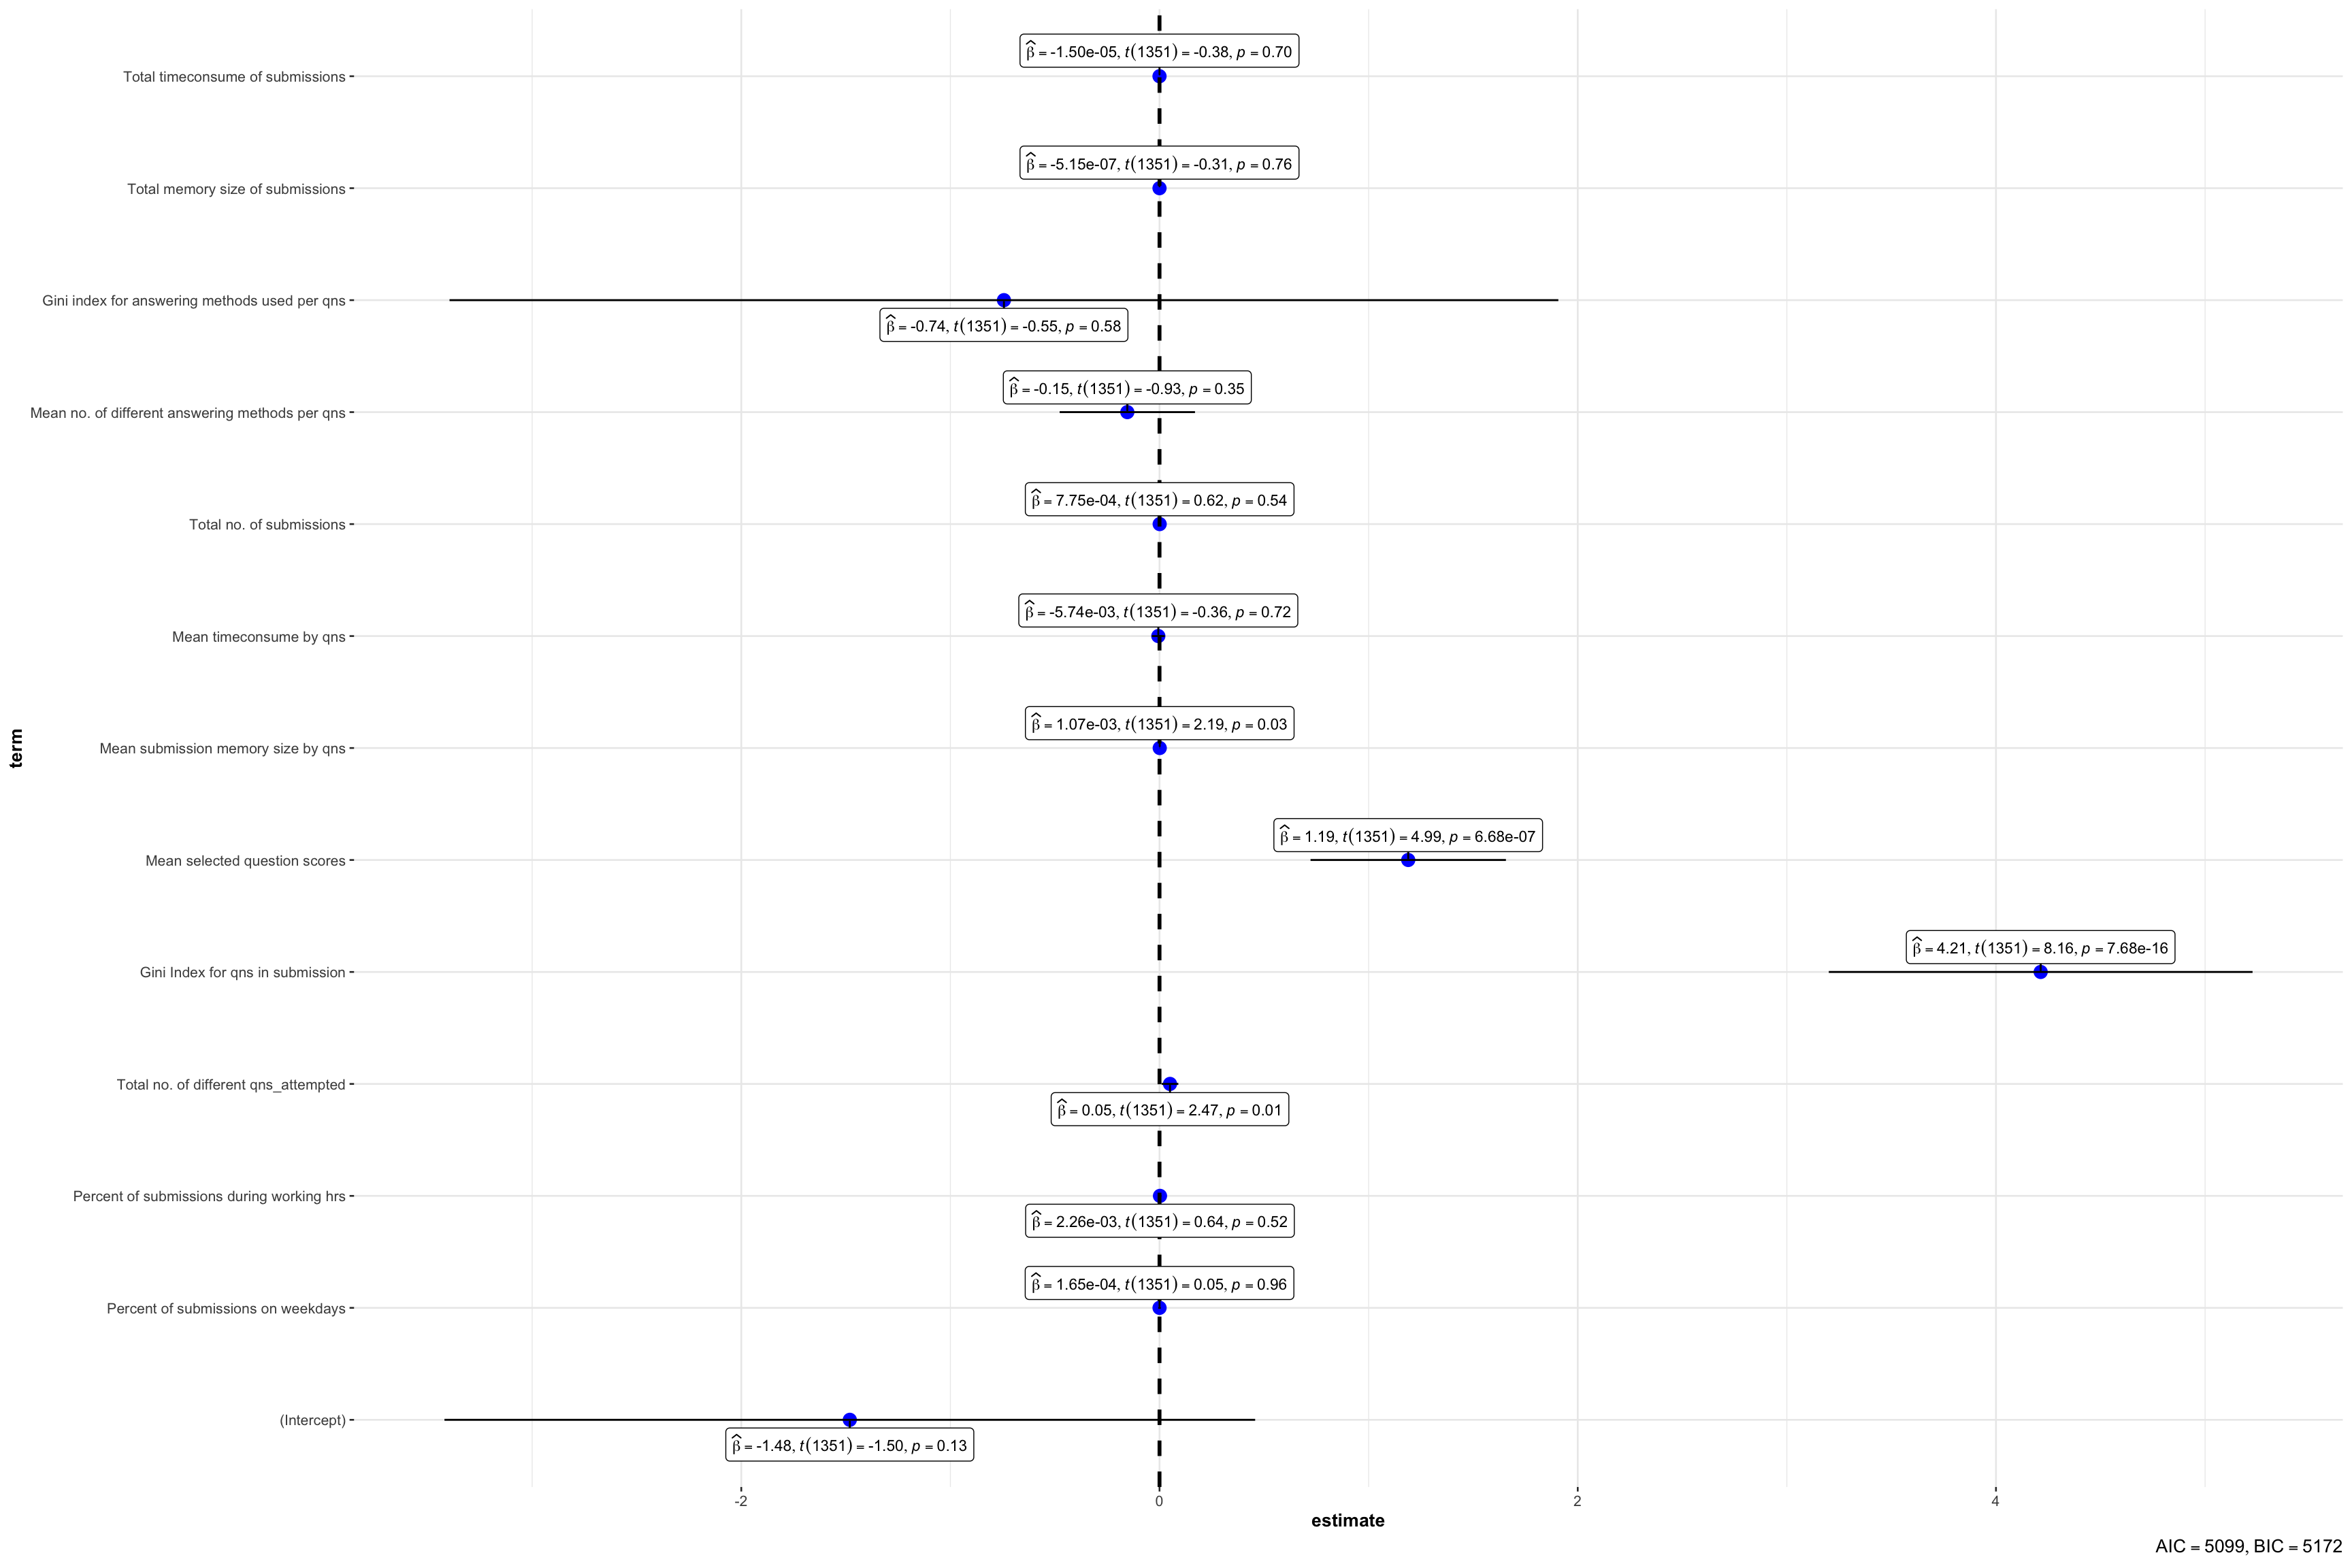 β̂ = -1.50e-05, t(1351) = -0.38, p = 0.70
Total timeconsume of submissions
β̂ = -5.15e-07, t(1351) = -0.31, p = 0.76
Total memory size of submissions
Gini index for answering methods used per qns
β̂ = -0.74, t(1351) = -0.55, p = 0.58
β̂ = -0.15, t(1351) = -0.93, p = 0.35
Mean no. of different answering methods per qns
β̂ = 7.75e-04, t(1351) = 0.62, p = 0.54
Total no. of submissions
β̂ = -5.74e-03, t(1351) = -0.36, p = 0.72
Mean timeconsume by qns
β̂ = 1.07e-03, t(1351) = 2.19, p = 0.03
Mean submission memory size by qns
term
β̂ = 1.19, t(1351) = 4.99, p = 6.68e-07
Mean selected question scores
β̂ = 4.21, t(1351) = 8.16, p = 7.68e-16
Gini Index for qns in submission
Total no. of different qns_attempted
β̂ = 0.05, t(1351) = 2.47, p = 0.01
Percent of submissions during working hrs
β̂ = 2.26e-03, t(1351) = 0.64, p = 0.52
β̂ = 1.65e-04, t(1351) = 0.05, p = 0.96
Percent of submissions on weekdays
(Intercept)
β̂ = -1.48, t(1351) = -1.50, p = 0.13
-2 0 2 4
estimate
AIC = 5099, BIC = 5172